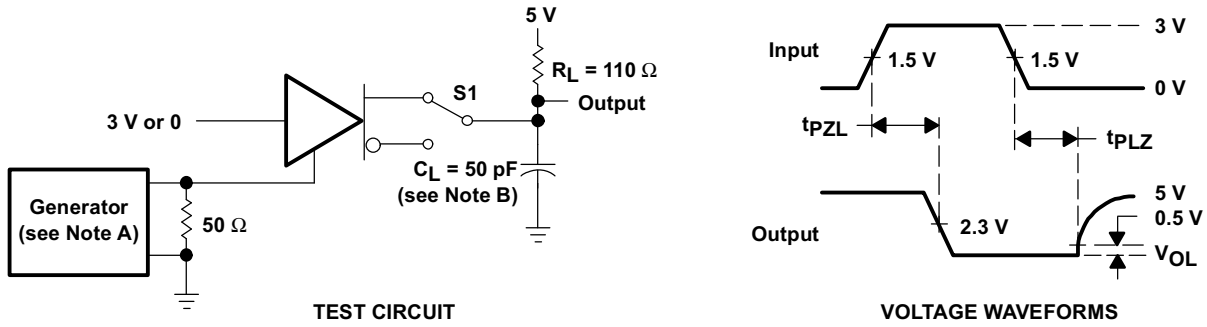 5 V
R_L = 110 Ω
S1
Output
3 V or 0
C_L = 50 pF
(see Note B)
Generator
(see Note A)
50 Ω
TEST CIRCUIT
Input
3 V
1.5 V
1.5 V
0 V
t_PZL
t_PLZ
5 V
0.5 V
Output
2.3 V
V_OL
VOLTAGE WAVEFORMS